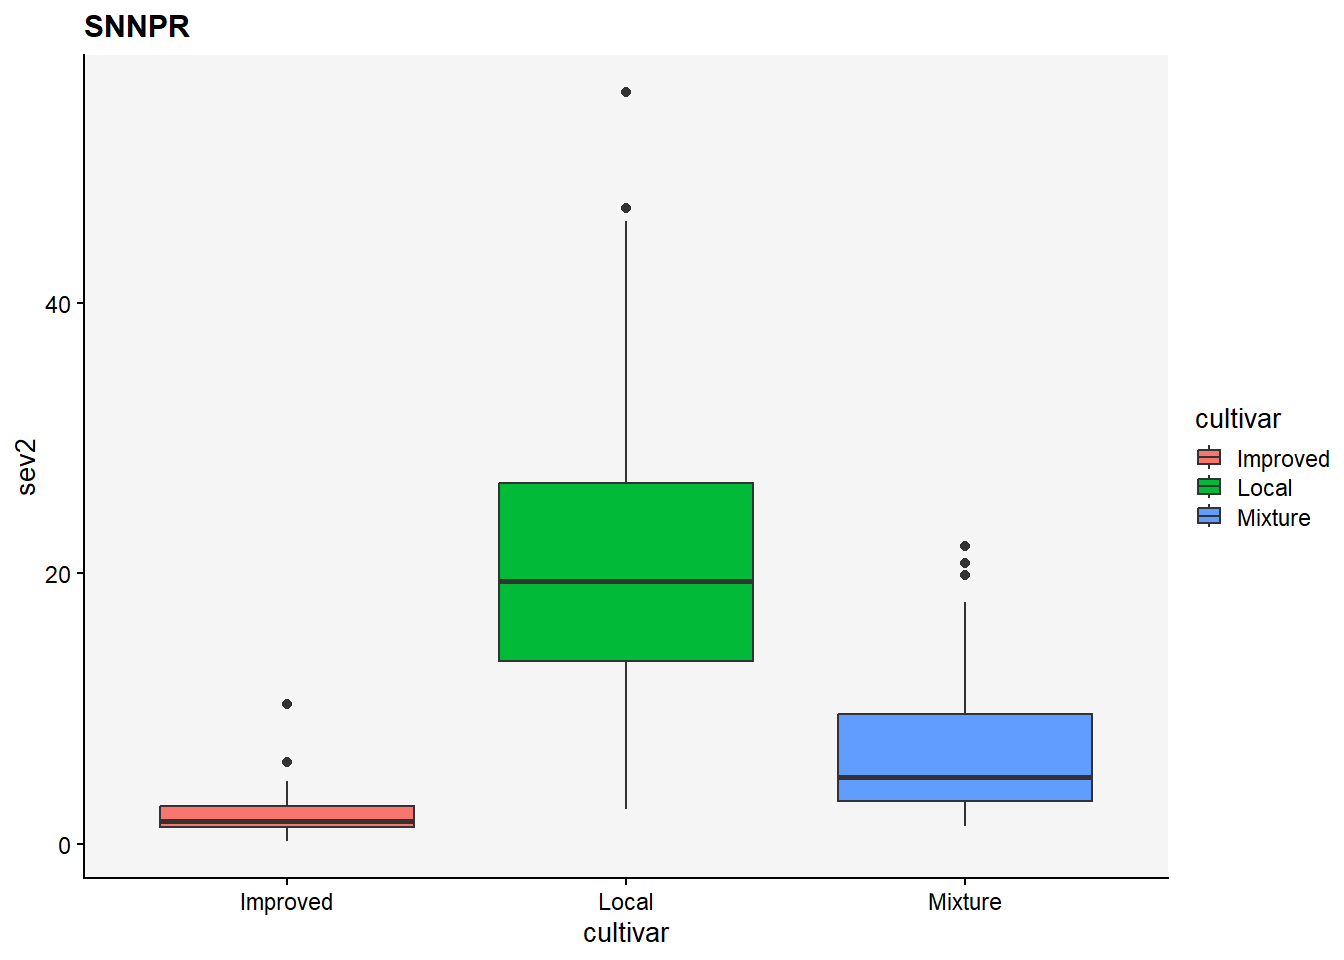 SNNPR
40
20
0
sev2
Improved
Local
Mixture
cultivar
cultivar
Improved
Local
Mixture